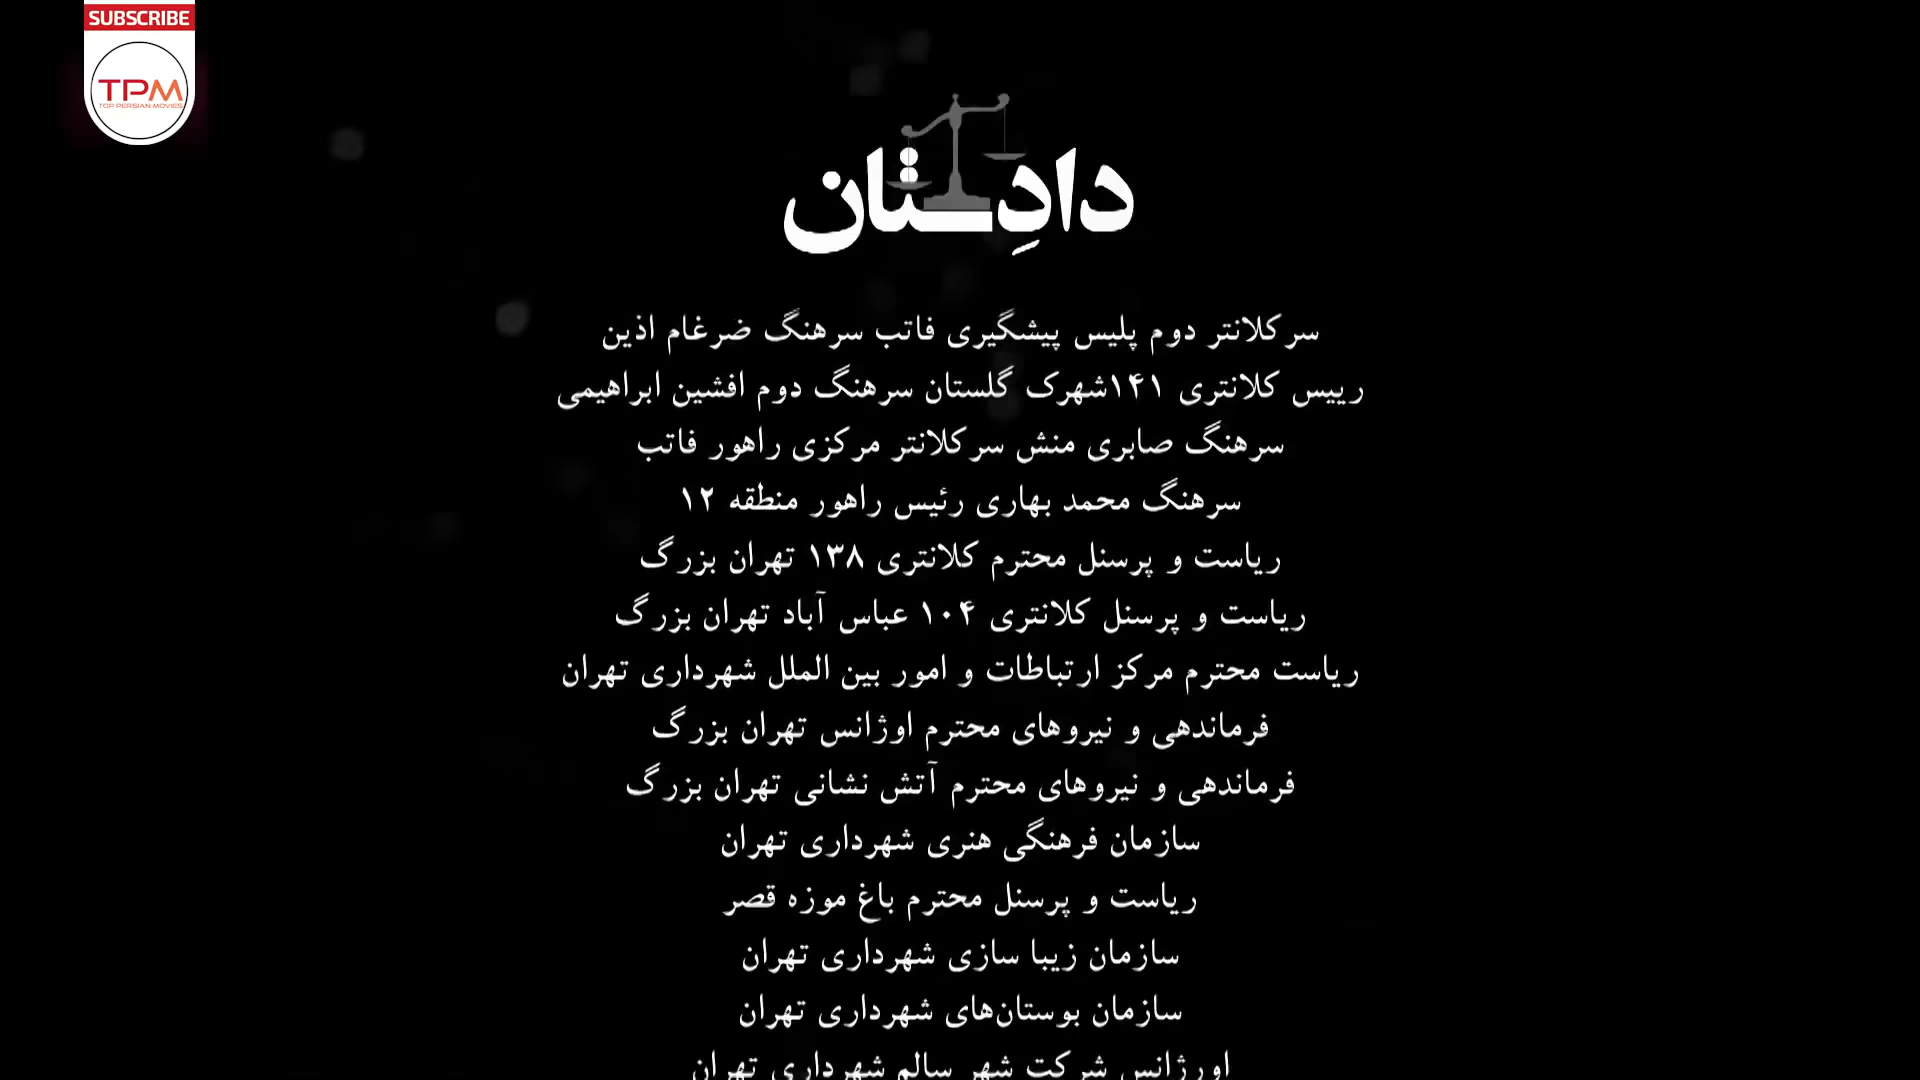 SUBSCRIBE
TPM
TOP PERSIAN MOVIES
دادِستان
سرکلانتر دوم پلیس پیشگیری فاتب سرهنگ ضرغام اذین
رییس کلانتری ۱۴۱شهرک گلستان سرهنگ دوم افشین ابراهیمی
سرهنگ صابری منش سرکلانتر مرکزی راهور فاتب
سرهنگ محمد بهاری رئیس راهور منطقه ۱۲
ریاست و پرسنل محترم کلانتری ۱۳۸ تهران بزرگ
ریاست و پرسنل کلانتری ۱۰۴ عباس آباد تهران بزرگ
ریاست محترم مرکز ارتباطات و امور بین الملل شهرداری تهران
فرماندهی و نیروهای محترم اوژانس تهران بزرگ
فرماندهی و نیروهای محترم آتش نشانی تهران بزرگ
سازمان فرهنگی هنری شهرداری تهران
ریاست و پرسنل محترم باغ موزه قصر
سازمان زیبا سازی شهرداری تهران
سازمان بوستان‌های شهرداری تهران
اورژانس شرکت شهر سالم شهرداری تهران